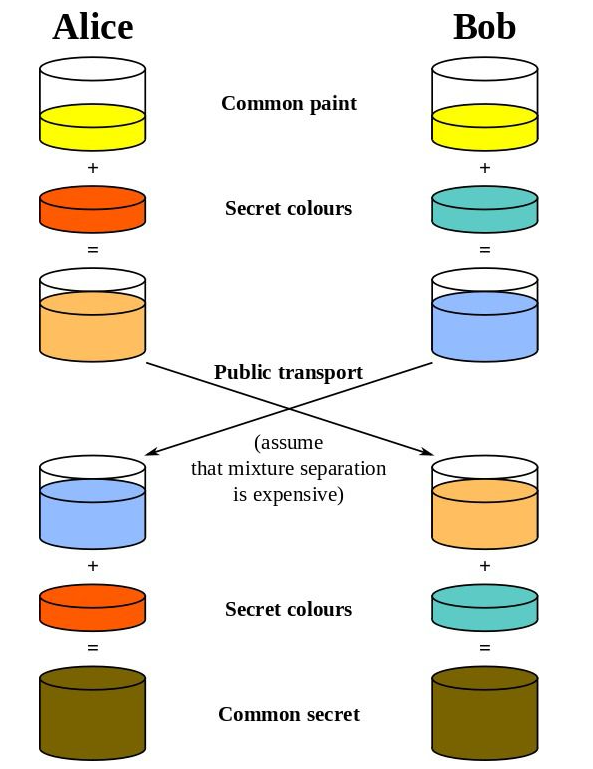 Alice
Bob
Common paint
+
+
Secret colours
=
=
Public transport
(assume
that mixture separation
is expensive)
+
+
Secret colours
=
=
Common secret